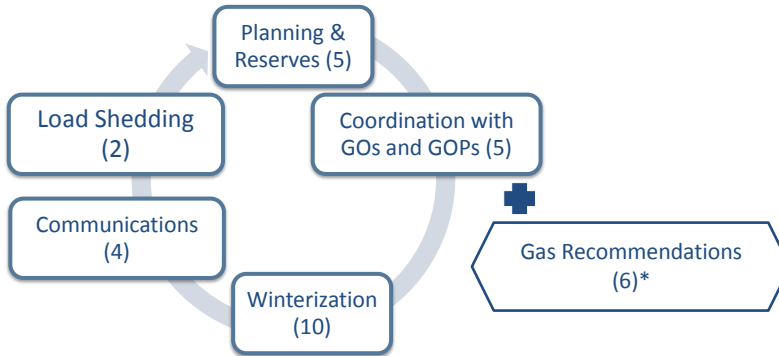 Planning &
Reserves (5)
Coordination with
GOs and GOPs (5)
Gas Recommendations
(6)*
Winterization
(10)
Communications
(4)
Load Shedding
(2)